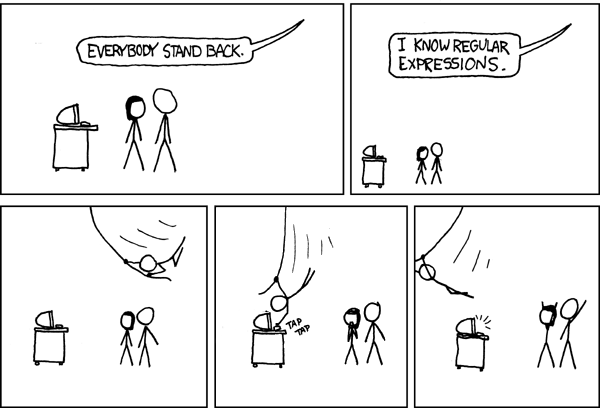 EVERYBODY STAND BACK.
I KNOW REGULAR
EXPRESSIONS.
TAP
TAP